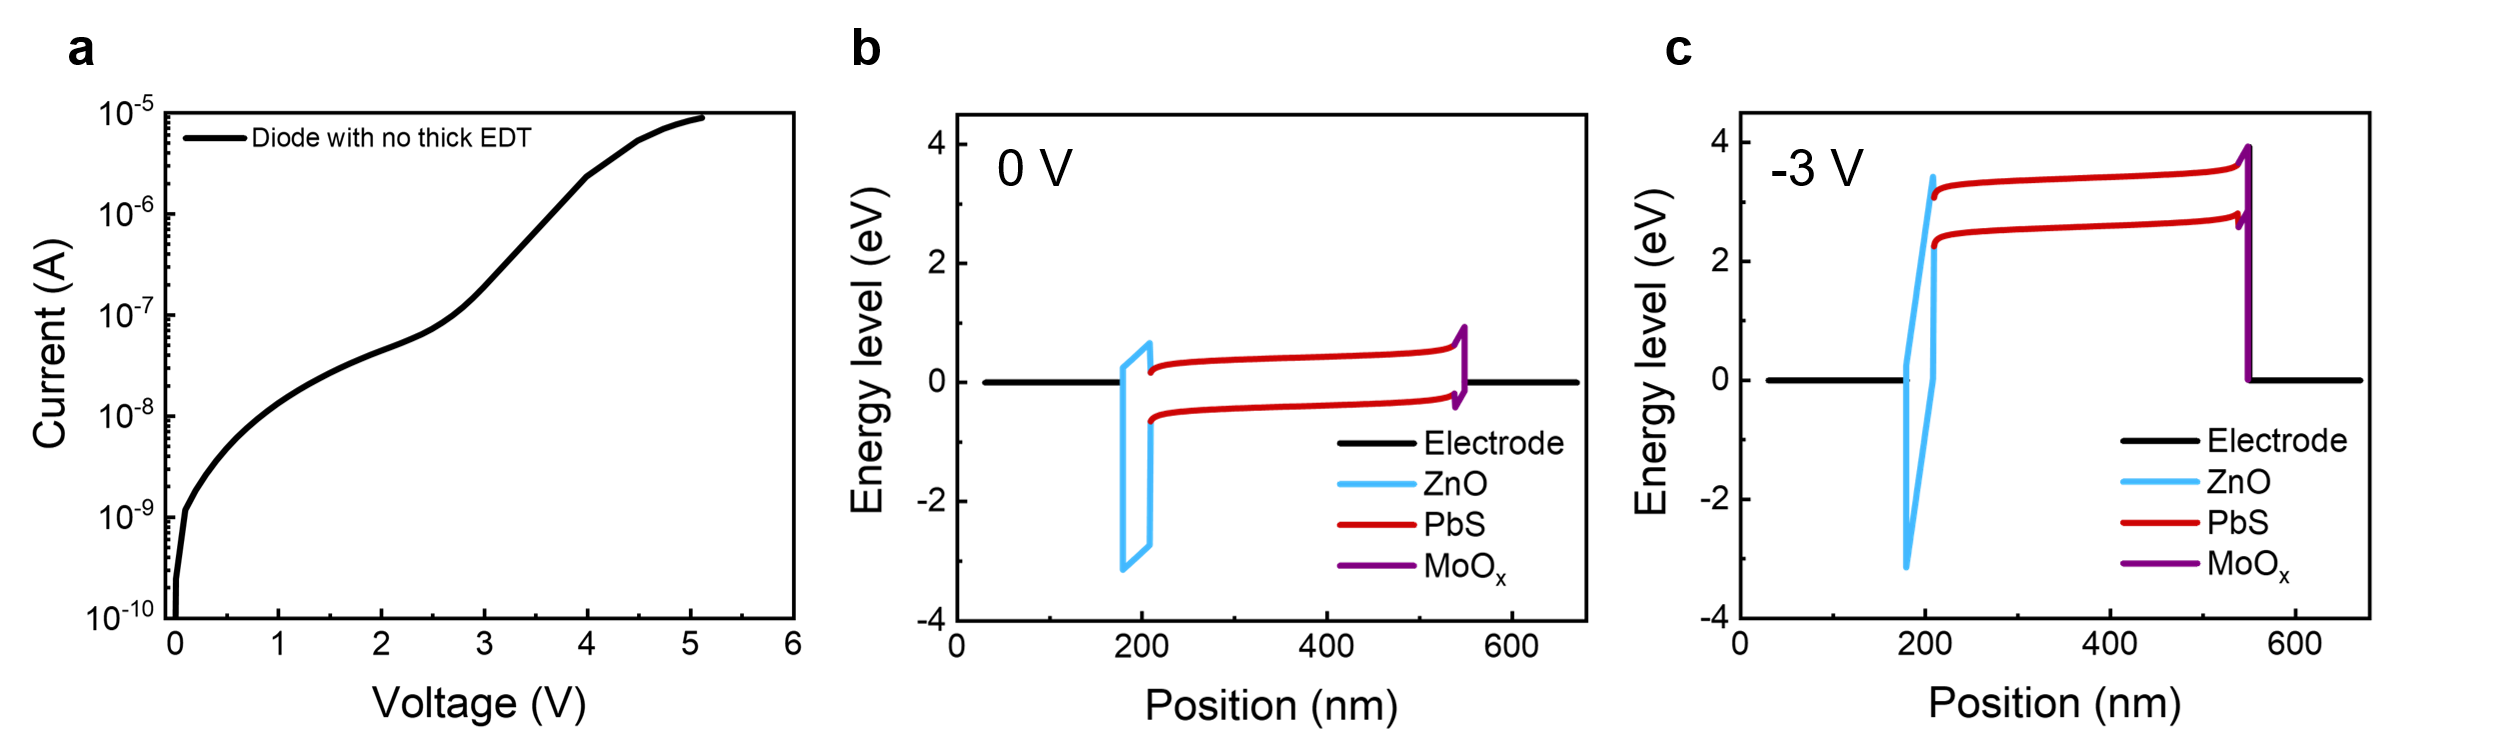 a
10-5
10-6
10-7
10-8
10-9
10-10
Current (A)
Diode with no thick EDT
0 1 2 3 4 5 6
Voltage (V)
b
4
2
0
-2
-4
Energy level (eV)
0 V
Electrode
ZnO
PbS
MoOx
0 200 400 600
Position (nm)
c
4
2
0
-2
-4
Energy level (eV)
-3 V
Electrode
ZnO
PbS
MoOx
0 200 400 600
Position (nm)